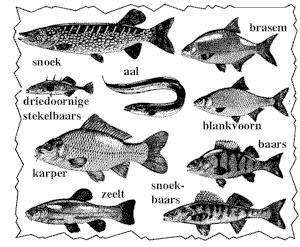 snoek
brasem
aal
driedoornige
stekelbaars
blankvoorn
baars
karper
zeelt
snoek-
baars